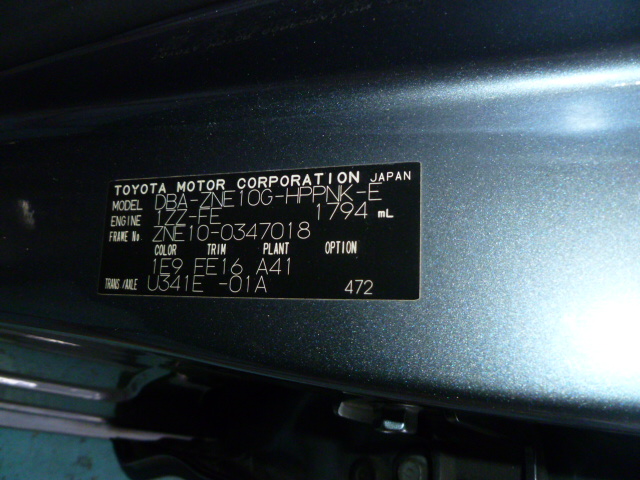 TOYOTA MOTOR CORPORATION JAPAN
MODEL DBA-ZNE10G-HPPNK-E
ENGINE 1ZZ-FE 1794 mL
FRAME No. ZNE10-0347018
COLOR TRIM PLANT OPTION
1E9 FE16 A41
TRANS/AXLE U341E -01A 472